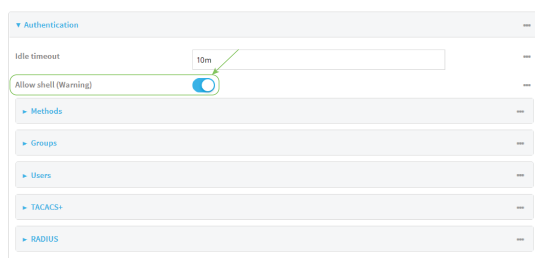 Authentication
Idle timeout
10m
Allow shell (Warning)
Methods
Groups
Users
TACACS+
RADIUS